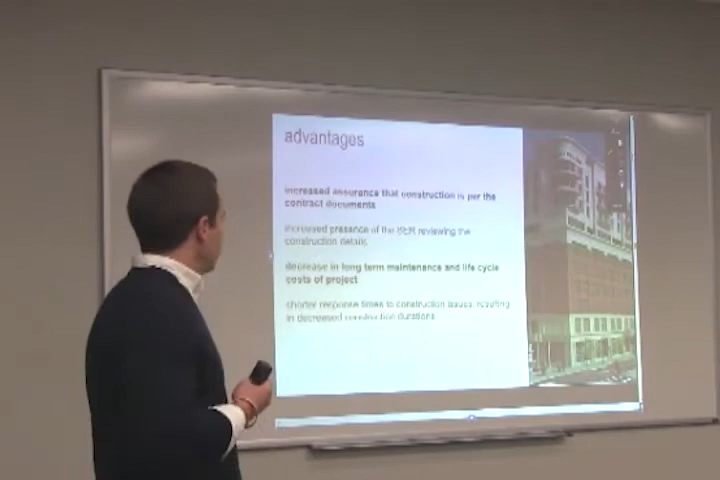 advantages
increased assurance that construction is per the
contract documents
increased presence of the SER reviewing the
construction details
decrease in long term maintenance and life cycle
costs of project
shorter response times to construction issues, resulting
in decreased construction durations